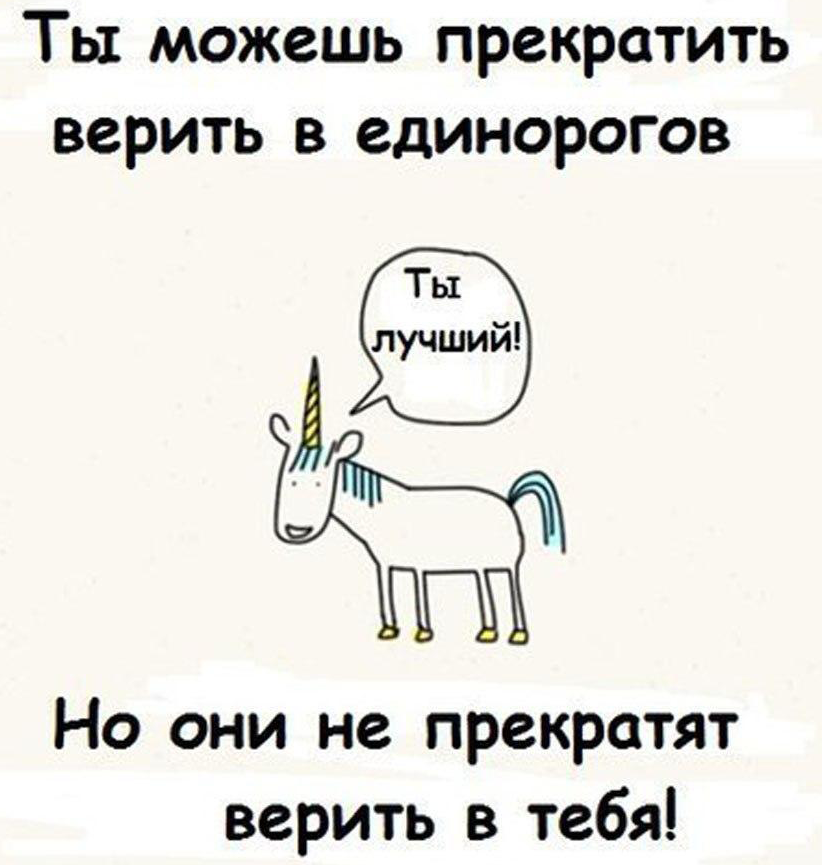 Ты можешь прекратить
верить в единорогов
Ты
лучший!
Но они не прекратят
верить в тебя!